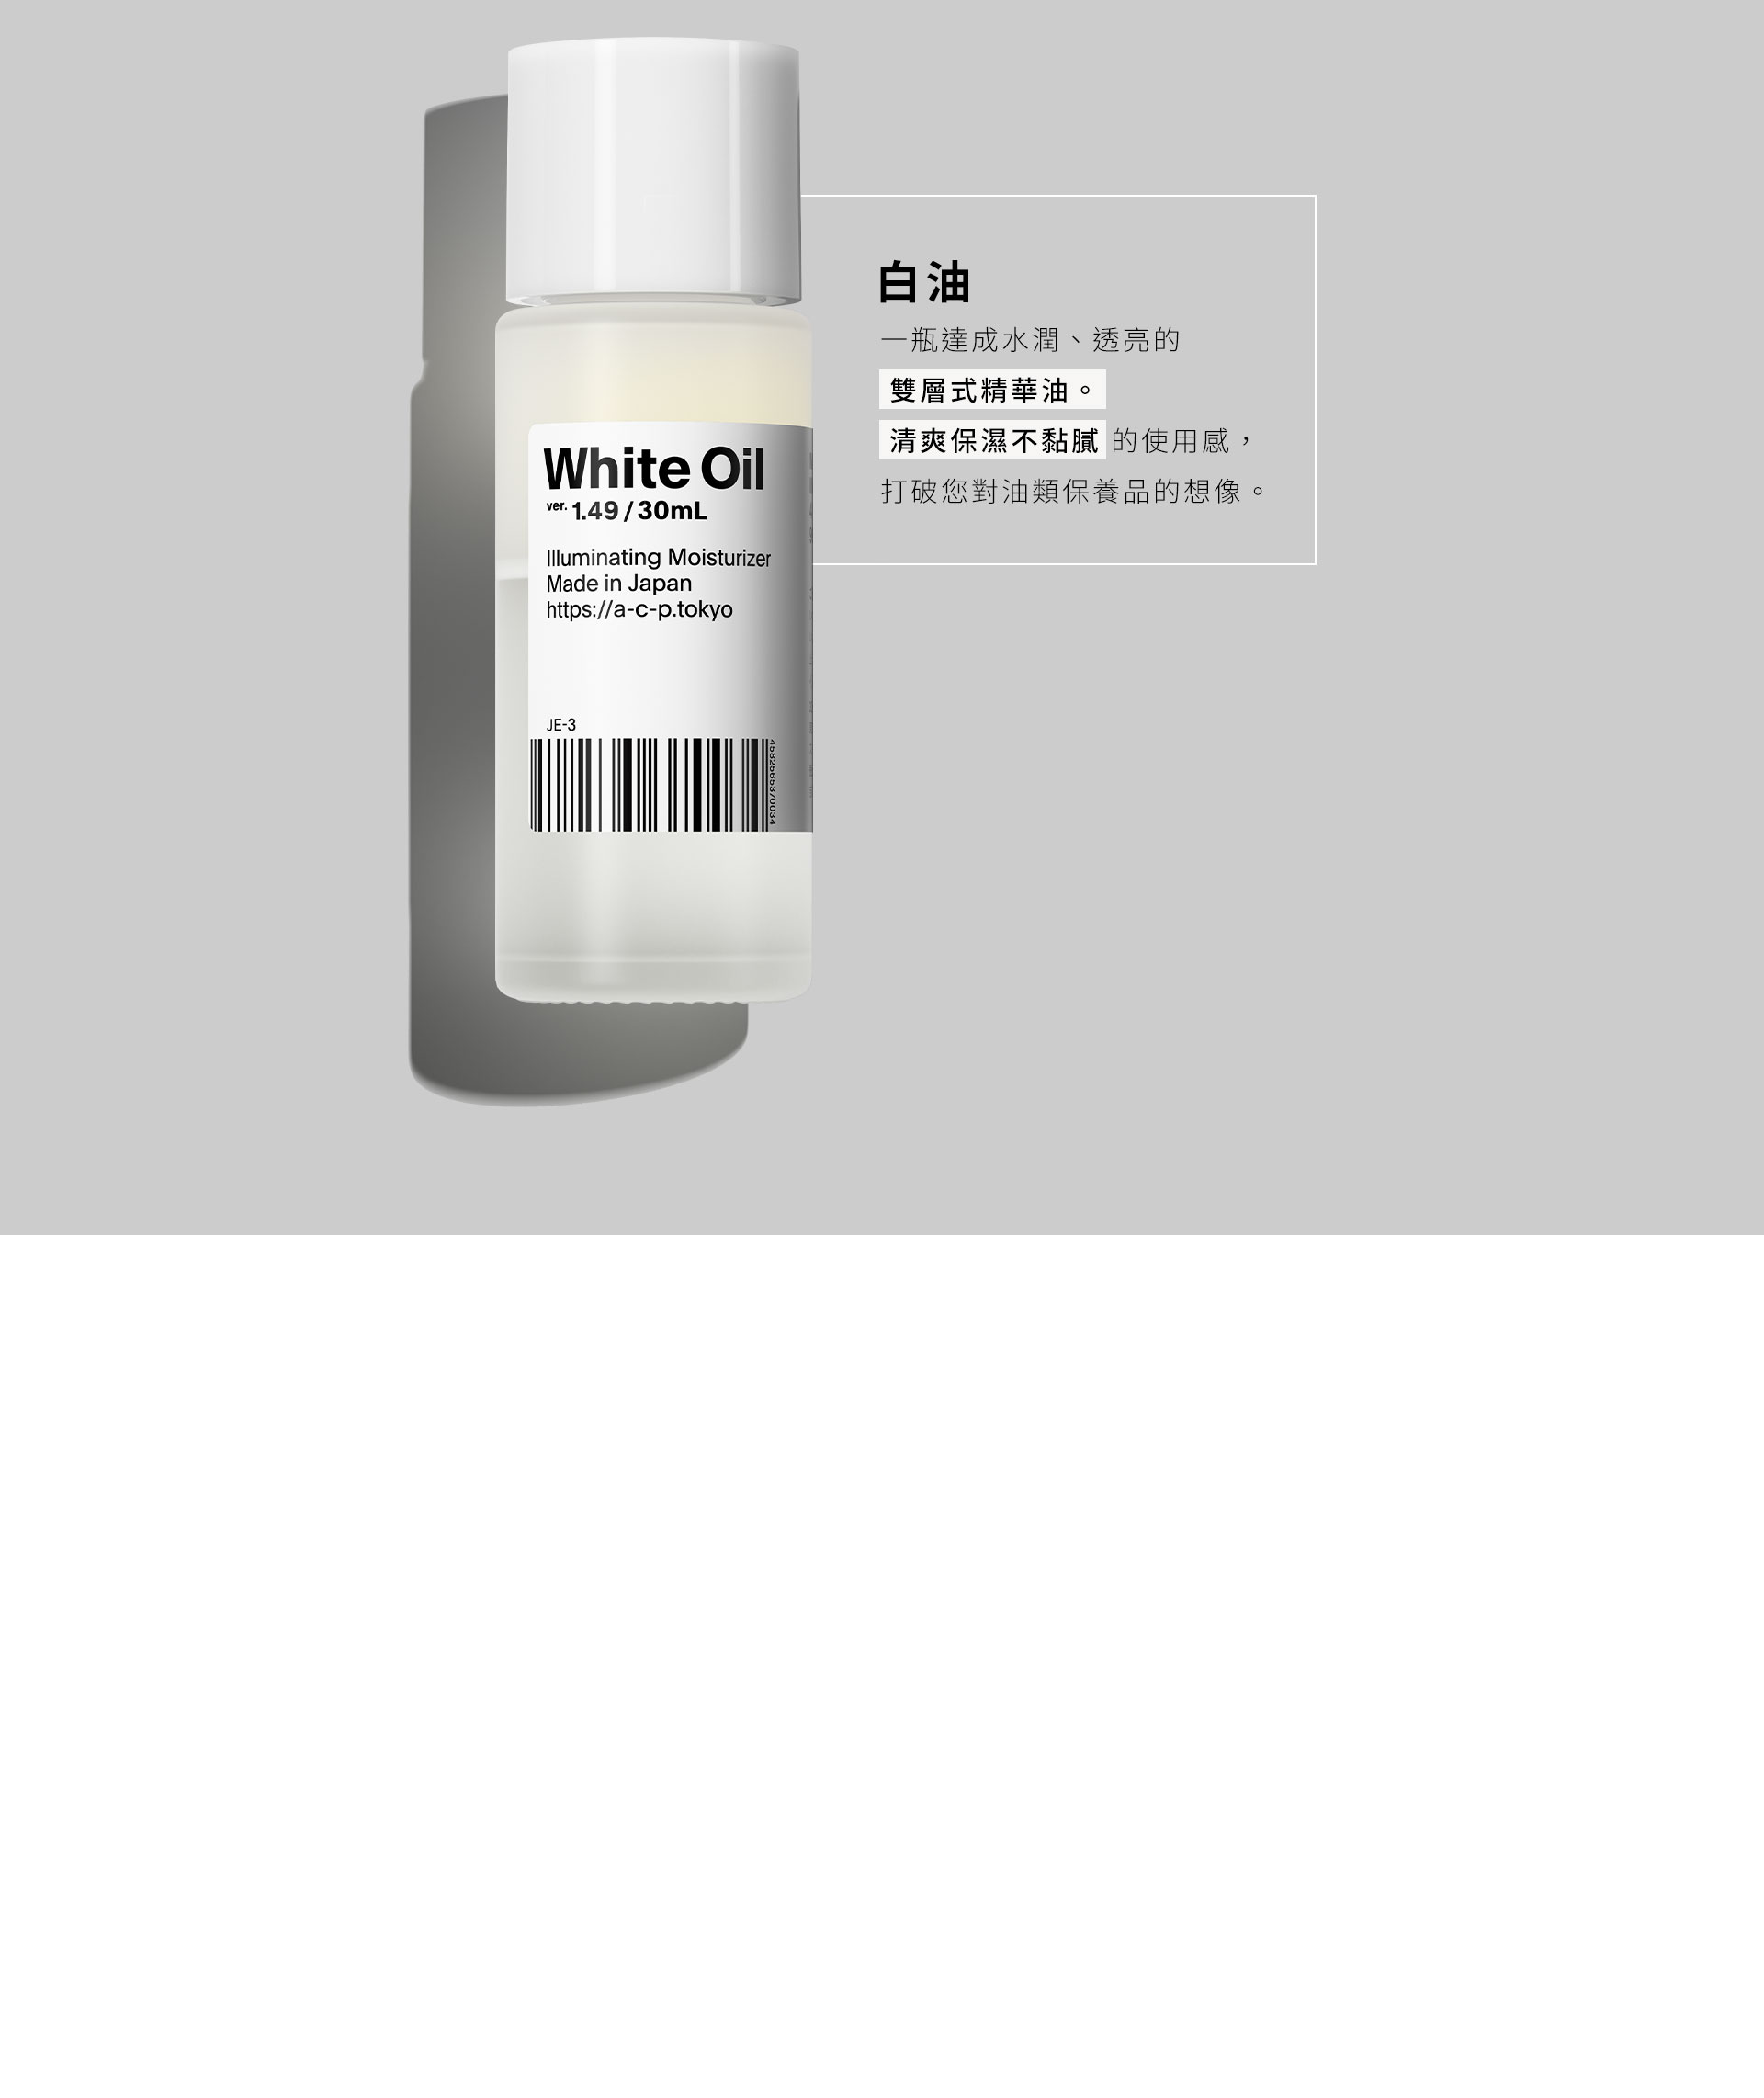 白油
一瓶達成水潤、透亮的
雙層式精華油。
清爽保濕不黏膩的使用感，
打破您對油類保養品的想像。
White Oil
ver. 1.49 / 30mL
Illuminating Moisturizer
Made in Japan
https://a-c-p.tokyo
JE-3
4582565370034